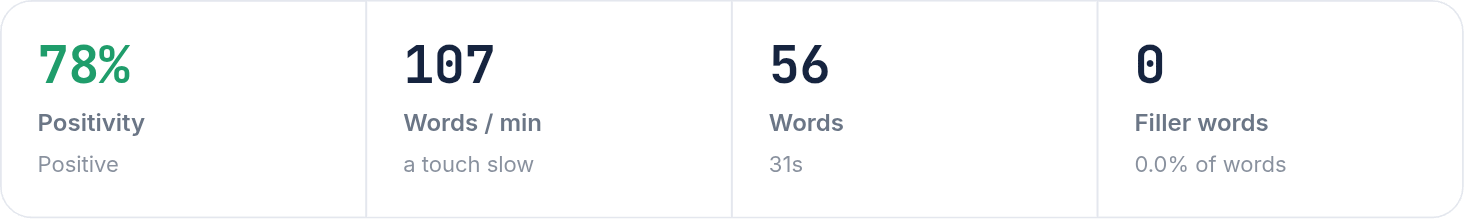 78%
Positivity
Positive
107
Words / min
a touch slow
56
Words
31s
0
Filler words
0.0% of words